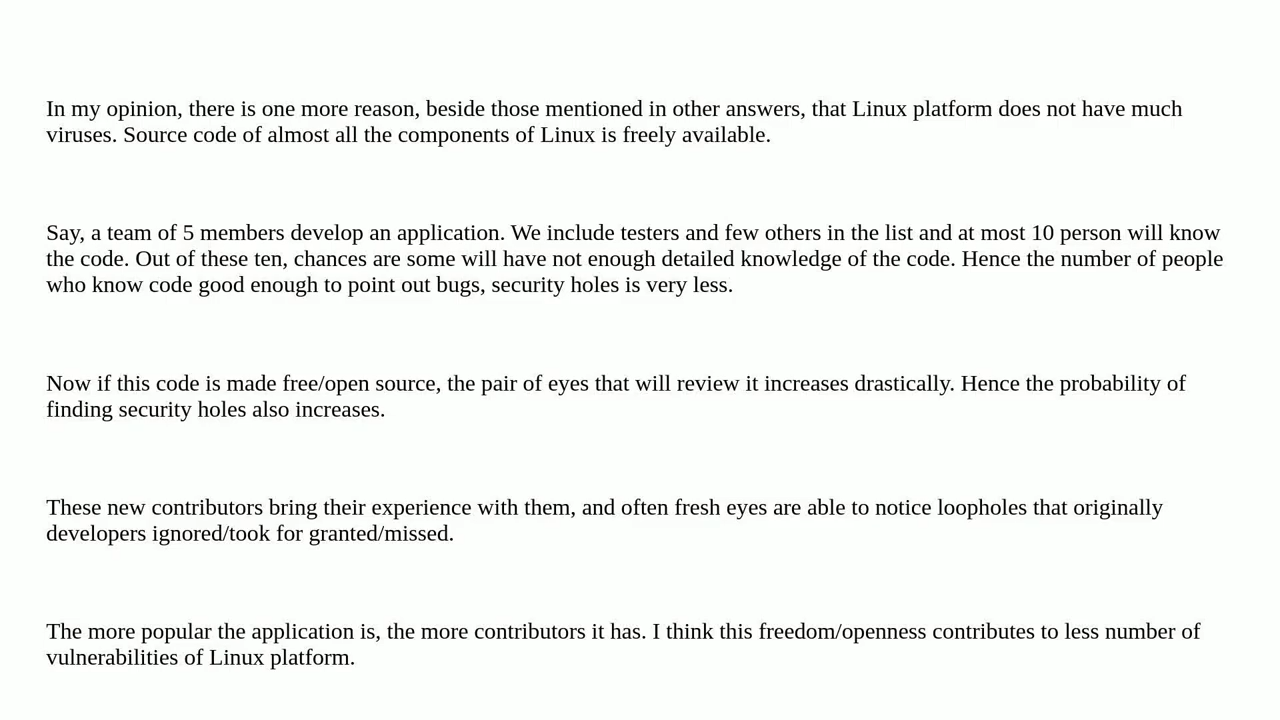 In my opinion, there is one more reason, beside those mentioned in other answers, that Linux platform does not have much
viruses. Source code of almost all the components of Linux is freely available.
Say, a team of 5 members develop an application. We include testers and few others in the list and at most 10 person will know
the code. Out of these ten, chances are some will have not enough detailed knowledge of the code. Hence the number of people
who know code good enough to point out bugs, security holes is very less.
Now if this code is made free/open source, the pair of eyes that will review it increases drastically. Hence the probability of
finding security holes also increases.
These new contributors bring their experience with them, and often fresh eyes are able to notice loopholes that originally
developers ignored/took for granted/missed.
The more popular the application is, the more contributors it has. I think this freedom/openness contributes to less number of
vulnerabilities of Linux platform.